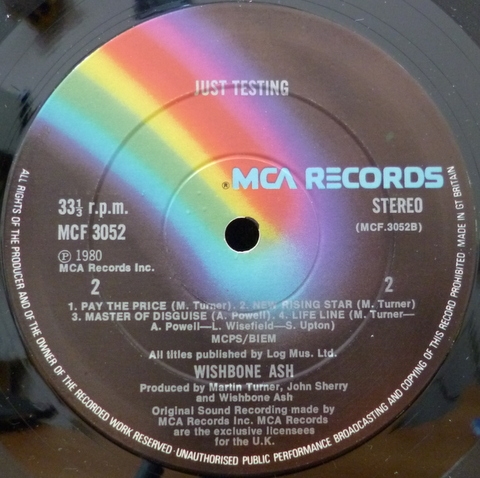 JUST TESTING
® MCA RECORDS
33⅓ r.p.m.
STEREO
MCF 3052
(MCF.3052B)
℗ 1980
MCA Records Inc.
2
2
1. PAY THE PRICE (M. Turner). 2. NEW RISING STAR (M. Turner)
3. MASTER OF DISGUISE (A. Powell). 4. LIFE LINE (M. Turner—
A. Powell—L. Wisefield—S. Upton)
MCPS/BIEM
All titles published by Log Mus. Ltd.
WISHBONE ASH
Produced by Martin Turner, John Sherry
and Wishbone Ash
Original Sound Recording made by
MCA Records Inc. MCA Records
are the exclusive licensees
for the U.K.
ALL RIGHTS OF THE PRODUCER AND OF THE OWNER OF THE RECORDED WORK RESERVED · UNAUTHORISED PUBLIC PERFORMANCE BROADCASTING AND COPYING OF THIS RECORD PROHIBITED · MADE IN GT BRITAIN